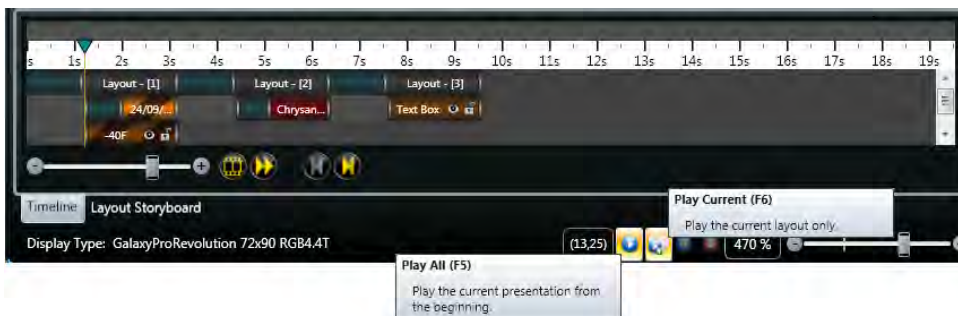 s 1s 2s 3s 4s 5s 6s 7s 8s 9s 10s 11s 12s 13s 14s 15s 16s 17s 18s 19s
Layout - [1] Layout - [2] Layout - [3]
24/09/... Chrysan... Text Box
-40F
Timeline Layout Storyboard
Play Current (F6)
Play the current layout only.
Display Type: GalaxyProRevolution 72x90 RGB4.4T (13,25) 470 %
Play All (F5)
Play the current presentation from
the beginning.